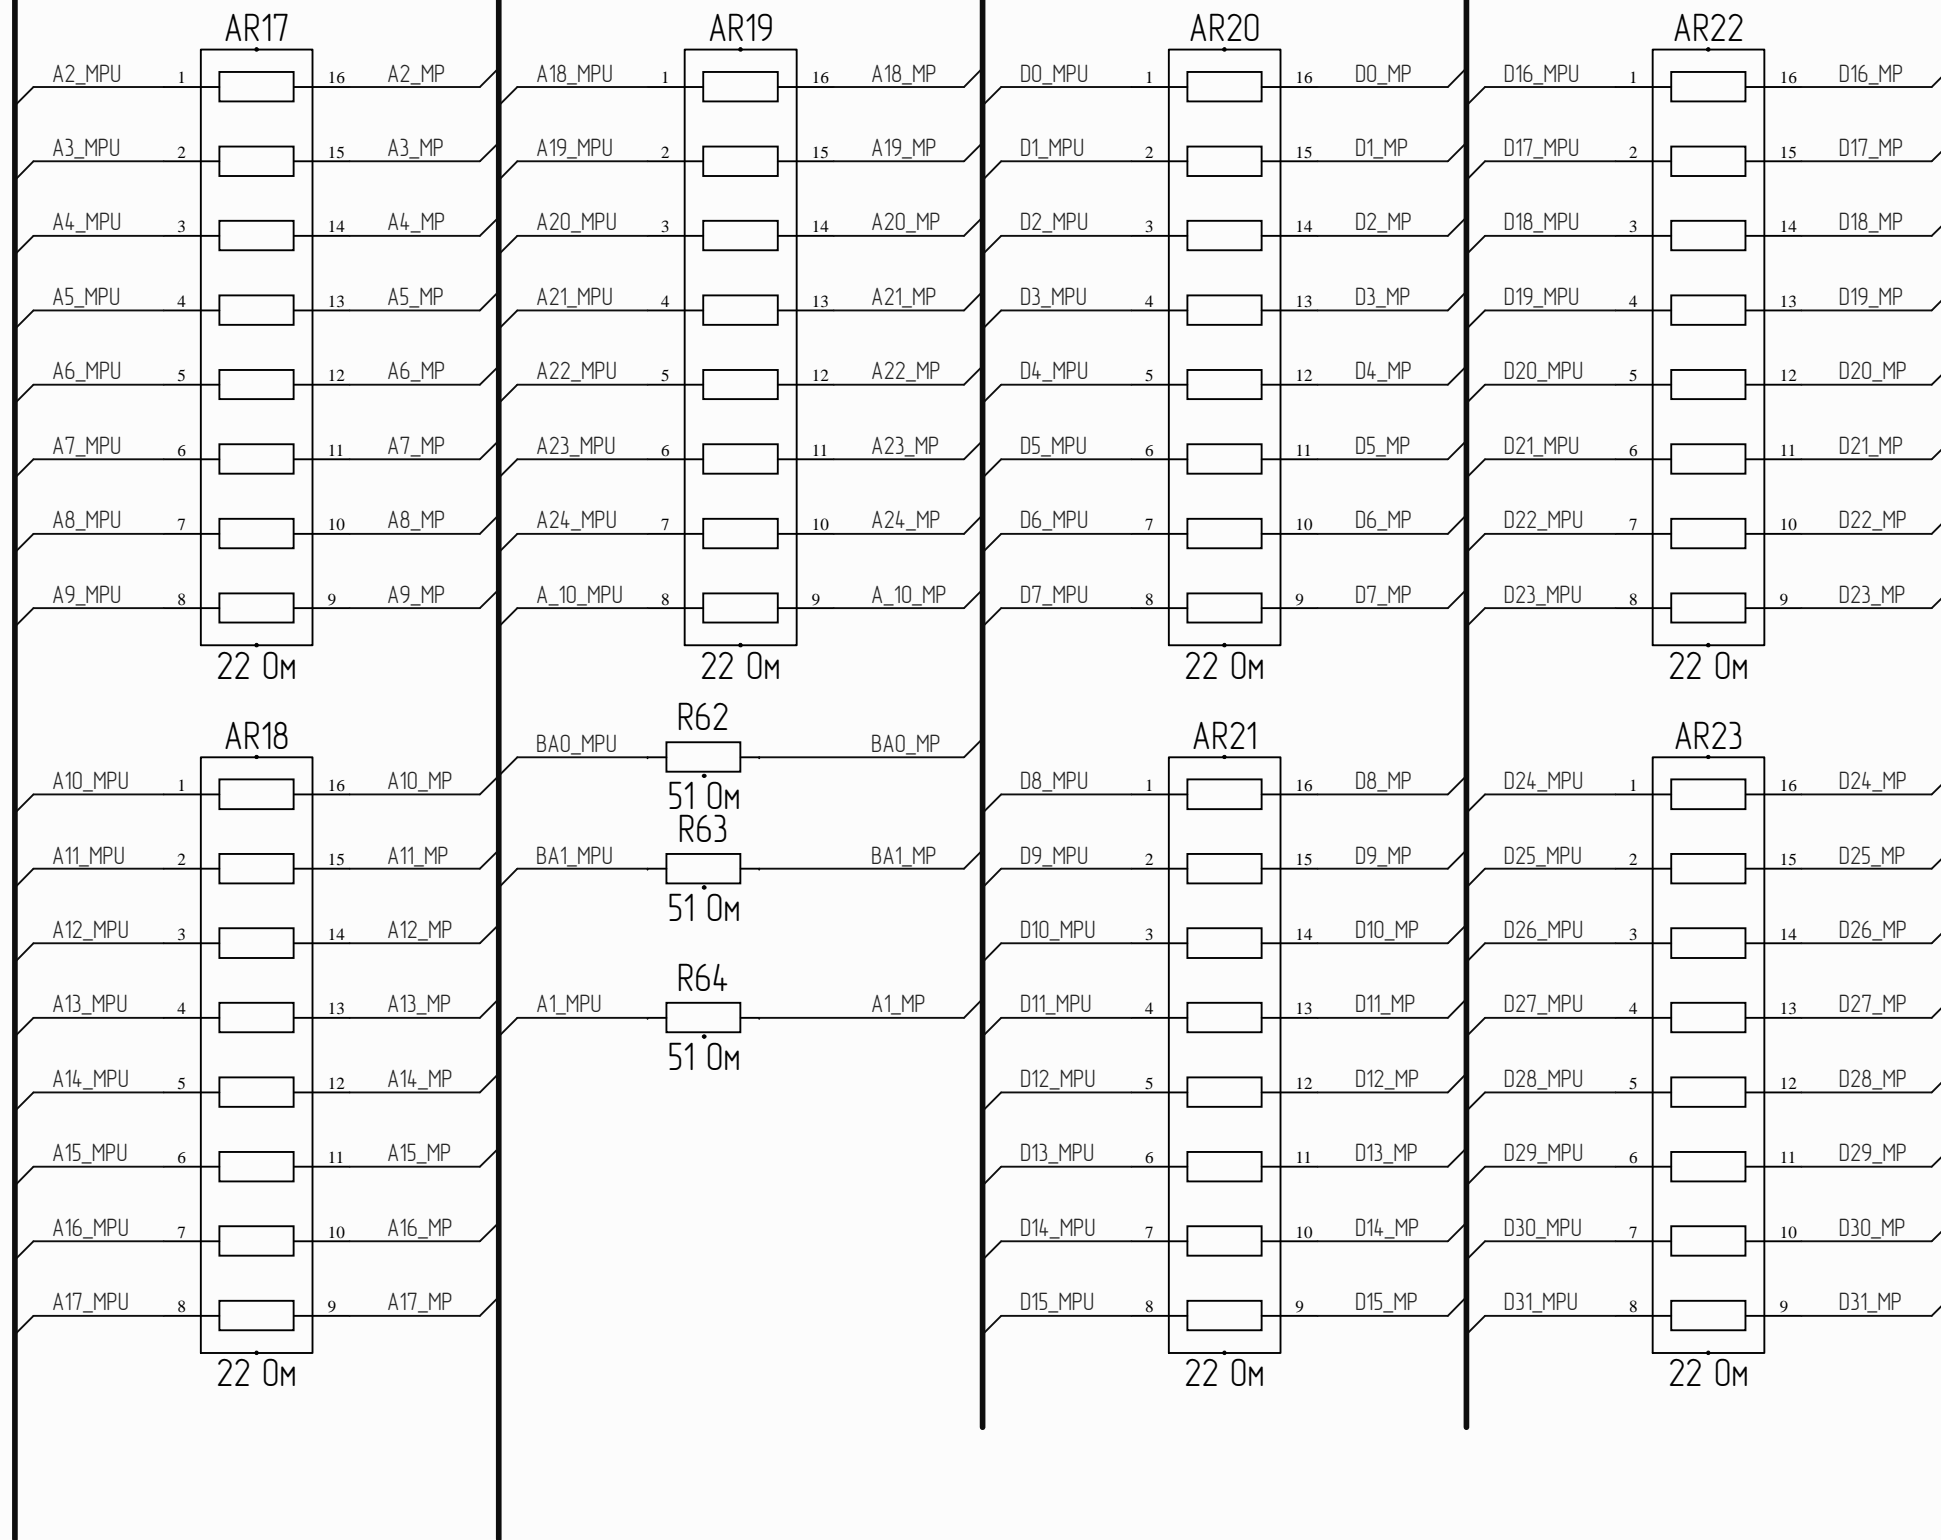 AR17
A2_MPU 1 16 A2_MP
A3_MPU 2 15 A3_MP
A4_MPU 3 14 A4_MP
A5_MPU 4 13 A5_MP
A6_MPU 5 12 A6_MP
A7_MPU 6 11 A7_MP
A8_MPU 7 10 A8_MP
A9_MPU 8 9 A9_MP
22 Ом
AR18
A10_MPU 1 16 A10_MP
A11_MPU 2 15 A11_MP
A12_MPU 3 14 A12_MP
A13_MPU 4 13 A13_MP
A14_MPU 5 12 A14_MP
A15_MPU 6 11 A15_MP
A16_MPU 7 10 A16_MP
A17_MPU 8 9 A17_MP
22 Ом
AR19
A18_MPU 1 16 A18_MP
A19_MPU 2 15 A19_MP
A20_MPU 3 14 A20_MP
A21_MPU 4 13 A21_MP
A22_MPU 5 12 A22_MP
A23_MPU 6 11 A23_MP
A24_MPU 7 10 A24_MP
A_10_MPU 8 9 A_10_MP
22 Ом
R62
BA0_MPU BA0_MP
51 Ом
R63
BA1_MPU BA1_MP
51 Ом
R64
A1_MPU A1_MP
51 Ом
AR20
D0_MPU 1 16 D0_MP
D1_MPU 2 15 D1_MP
D2_MPU 3 14 D2_MP
D3_MPU 4 13 D3_MP
D4_MPU 5 12 D4_MP
D5_MPU 6 11 D5_MP
D6_MPU 7 10 D6_MP
D7_MPU 8 9 D7_MP
22 Ом
AR21
D8_MPU 1 16 D8_MP
D9_MPU 2 15 D9_MP
D10_MPU 3 14 D10_MP
D11_MPU 4 13 D11_MP
D12_MPU 5 12 D12_MP
D13_MPU 6 11 D13_MP
D14_MPU 7 10 D14_MP
D15_MPU 8 9 D15_MP
22 Ом
AR22
D16_MPU 1 16 D16_MP
D17_MPU 2 15 D17_MP
D18_MPU 3 14 D18_MP
D19_MPU 4 13 D19_MP
D20_MPU 5 12 D20_MP
D21_MPU 6 11 D21_MP
D22_MPU 7 10 D22_MP
D23_MPU 8 9 D23_MP
22 Ом
AR23
D24_MPU 1 16 D24_MP
D25_MPU 2 15 D25_MP
D26_MPU 3 14 D26_MP
D27_MPU 4 13 D27_MP
D28_MPU 5 12 D28_MP
D29_MPU 6 11 D29_MP
D30_MPU 7 10 D30_MP
D31_MPU 8 9 D31_MP
22 Ом